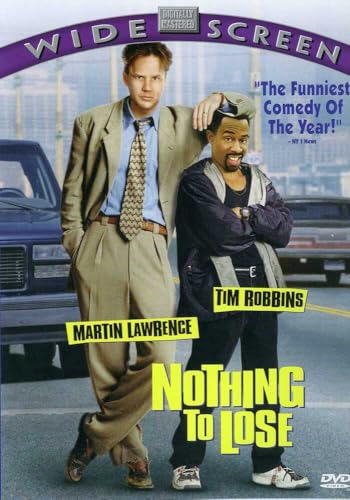 WIDE SCREEN
DIGITALLY
MASTERED
"The Funniest
Comedy Of
The Year!"
- NY 1 News
TIM ROBBINS
MARTIN LAWRENCE
NOTHING
TO LOSE
DVD
VIDEO